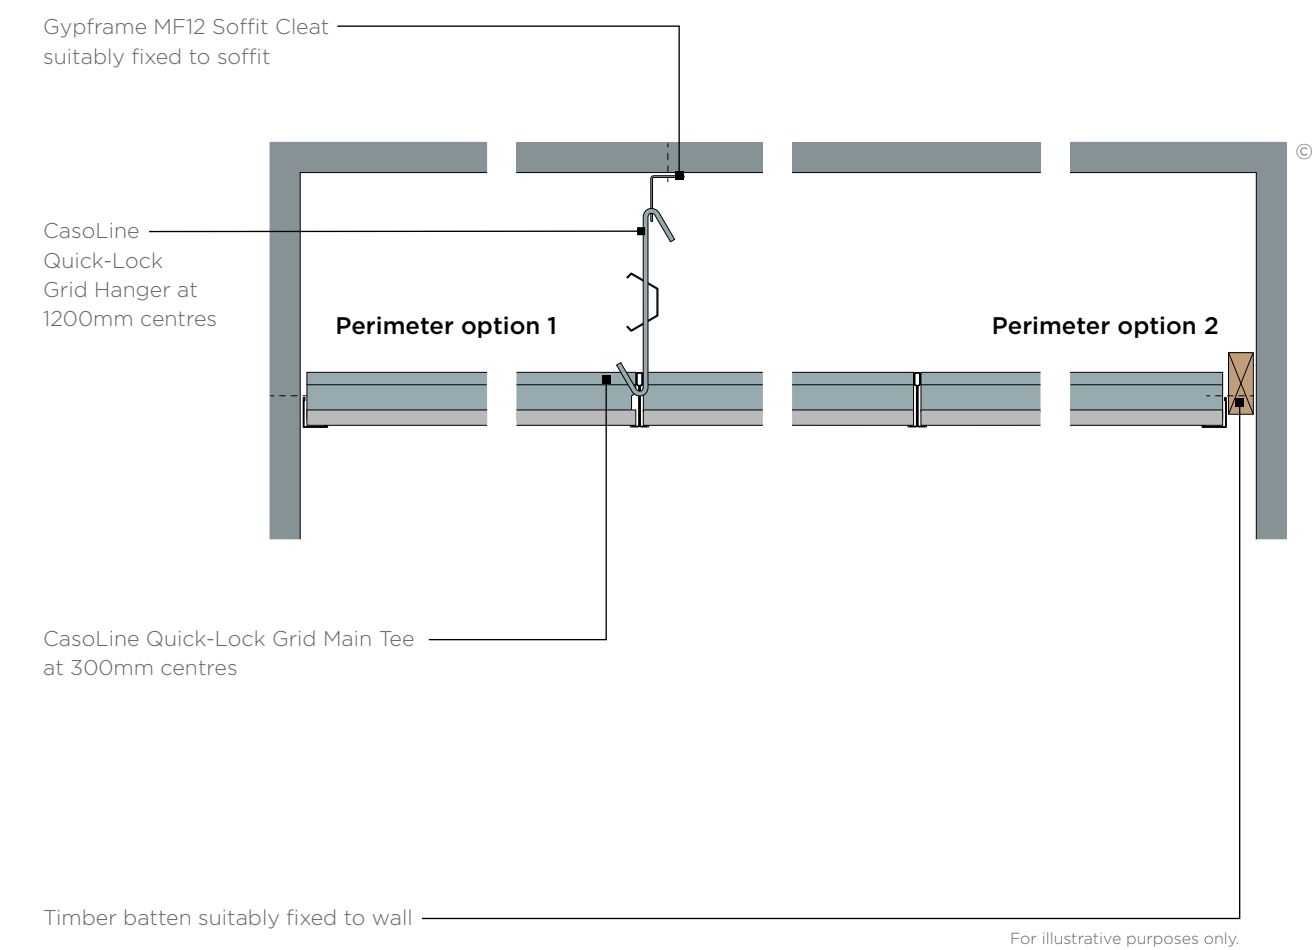 Gypframe MF12 Soffit Cleat
suitably fixed to soffit
©
CasoLine
Quick-Lock
Grid Hanger at
1200mm centres
Perimeter option 1
Perimeter option 2
CasoLine Quick-Lock Grid Main Tee
at 300mm centres
Timber batten suitably fixed to wall
For illustrative purposes only.